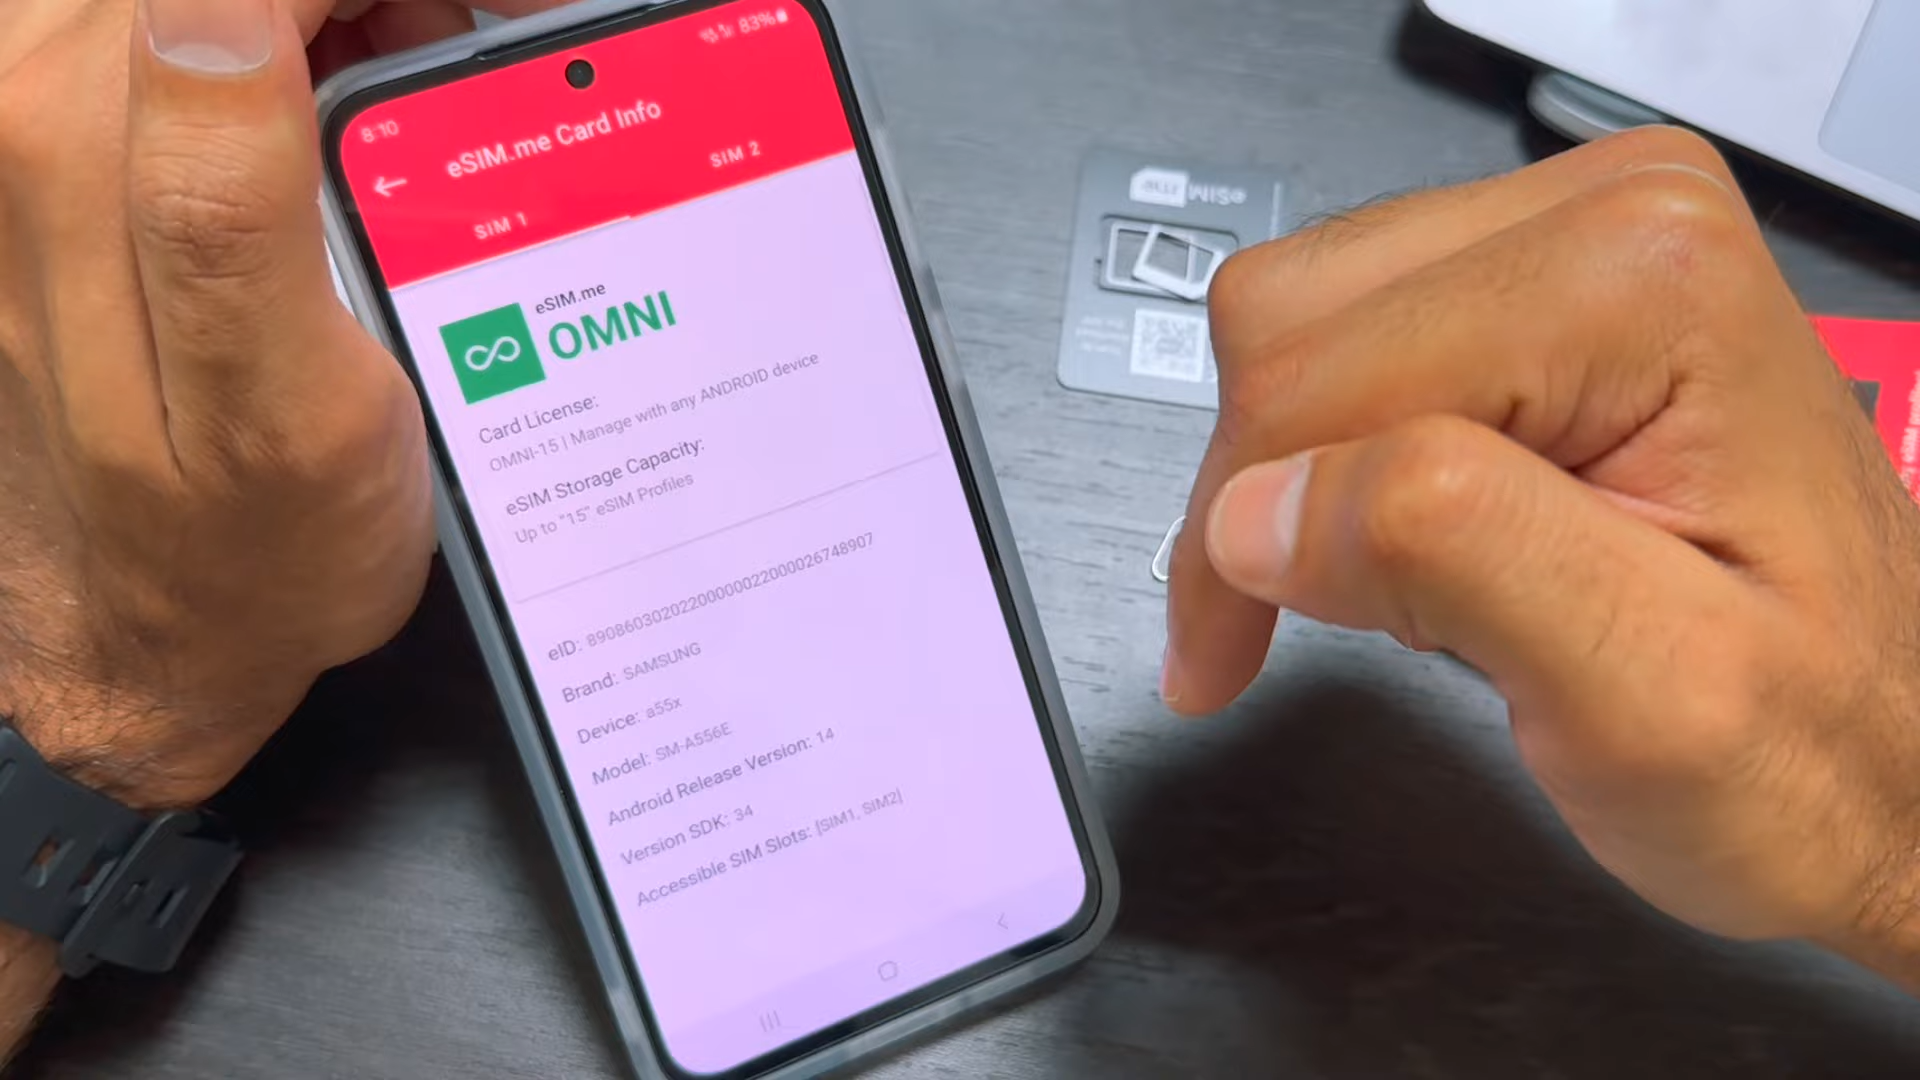 8:10
83%
eSIM.me Card Info
SIM 1
SIM 2
eSIM.me
OMNI
Card License:
OMNI-15 | Manage with any ANDROID device
eSIM Storage Capacity:
Up to "15" eSIM Profiles
eID: 89086030202200000022000026748907
Brand: SAMSUNG
Device: a55x
Model: SM-A556E
Android Release Version: 14
Version SDK: 34
Accessible SIM Slots: [SIM1, SIM2]
eSIM me